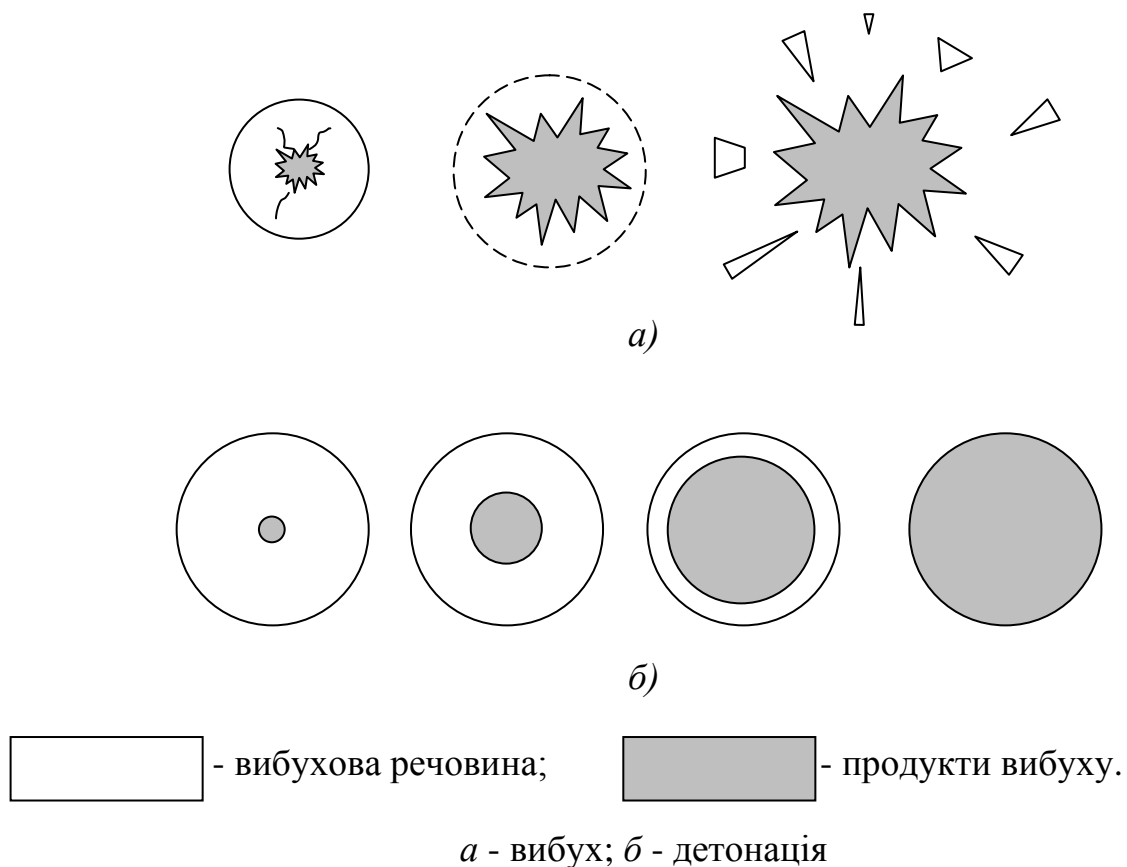 а)
б)
- вибухова речовина; - продукти вибуху.
а - вибух; б - детонація